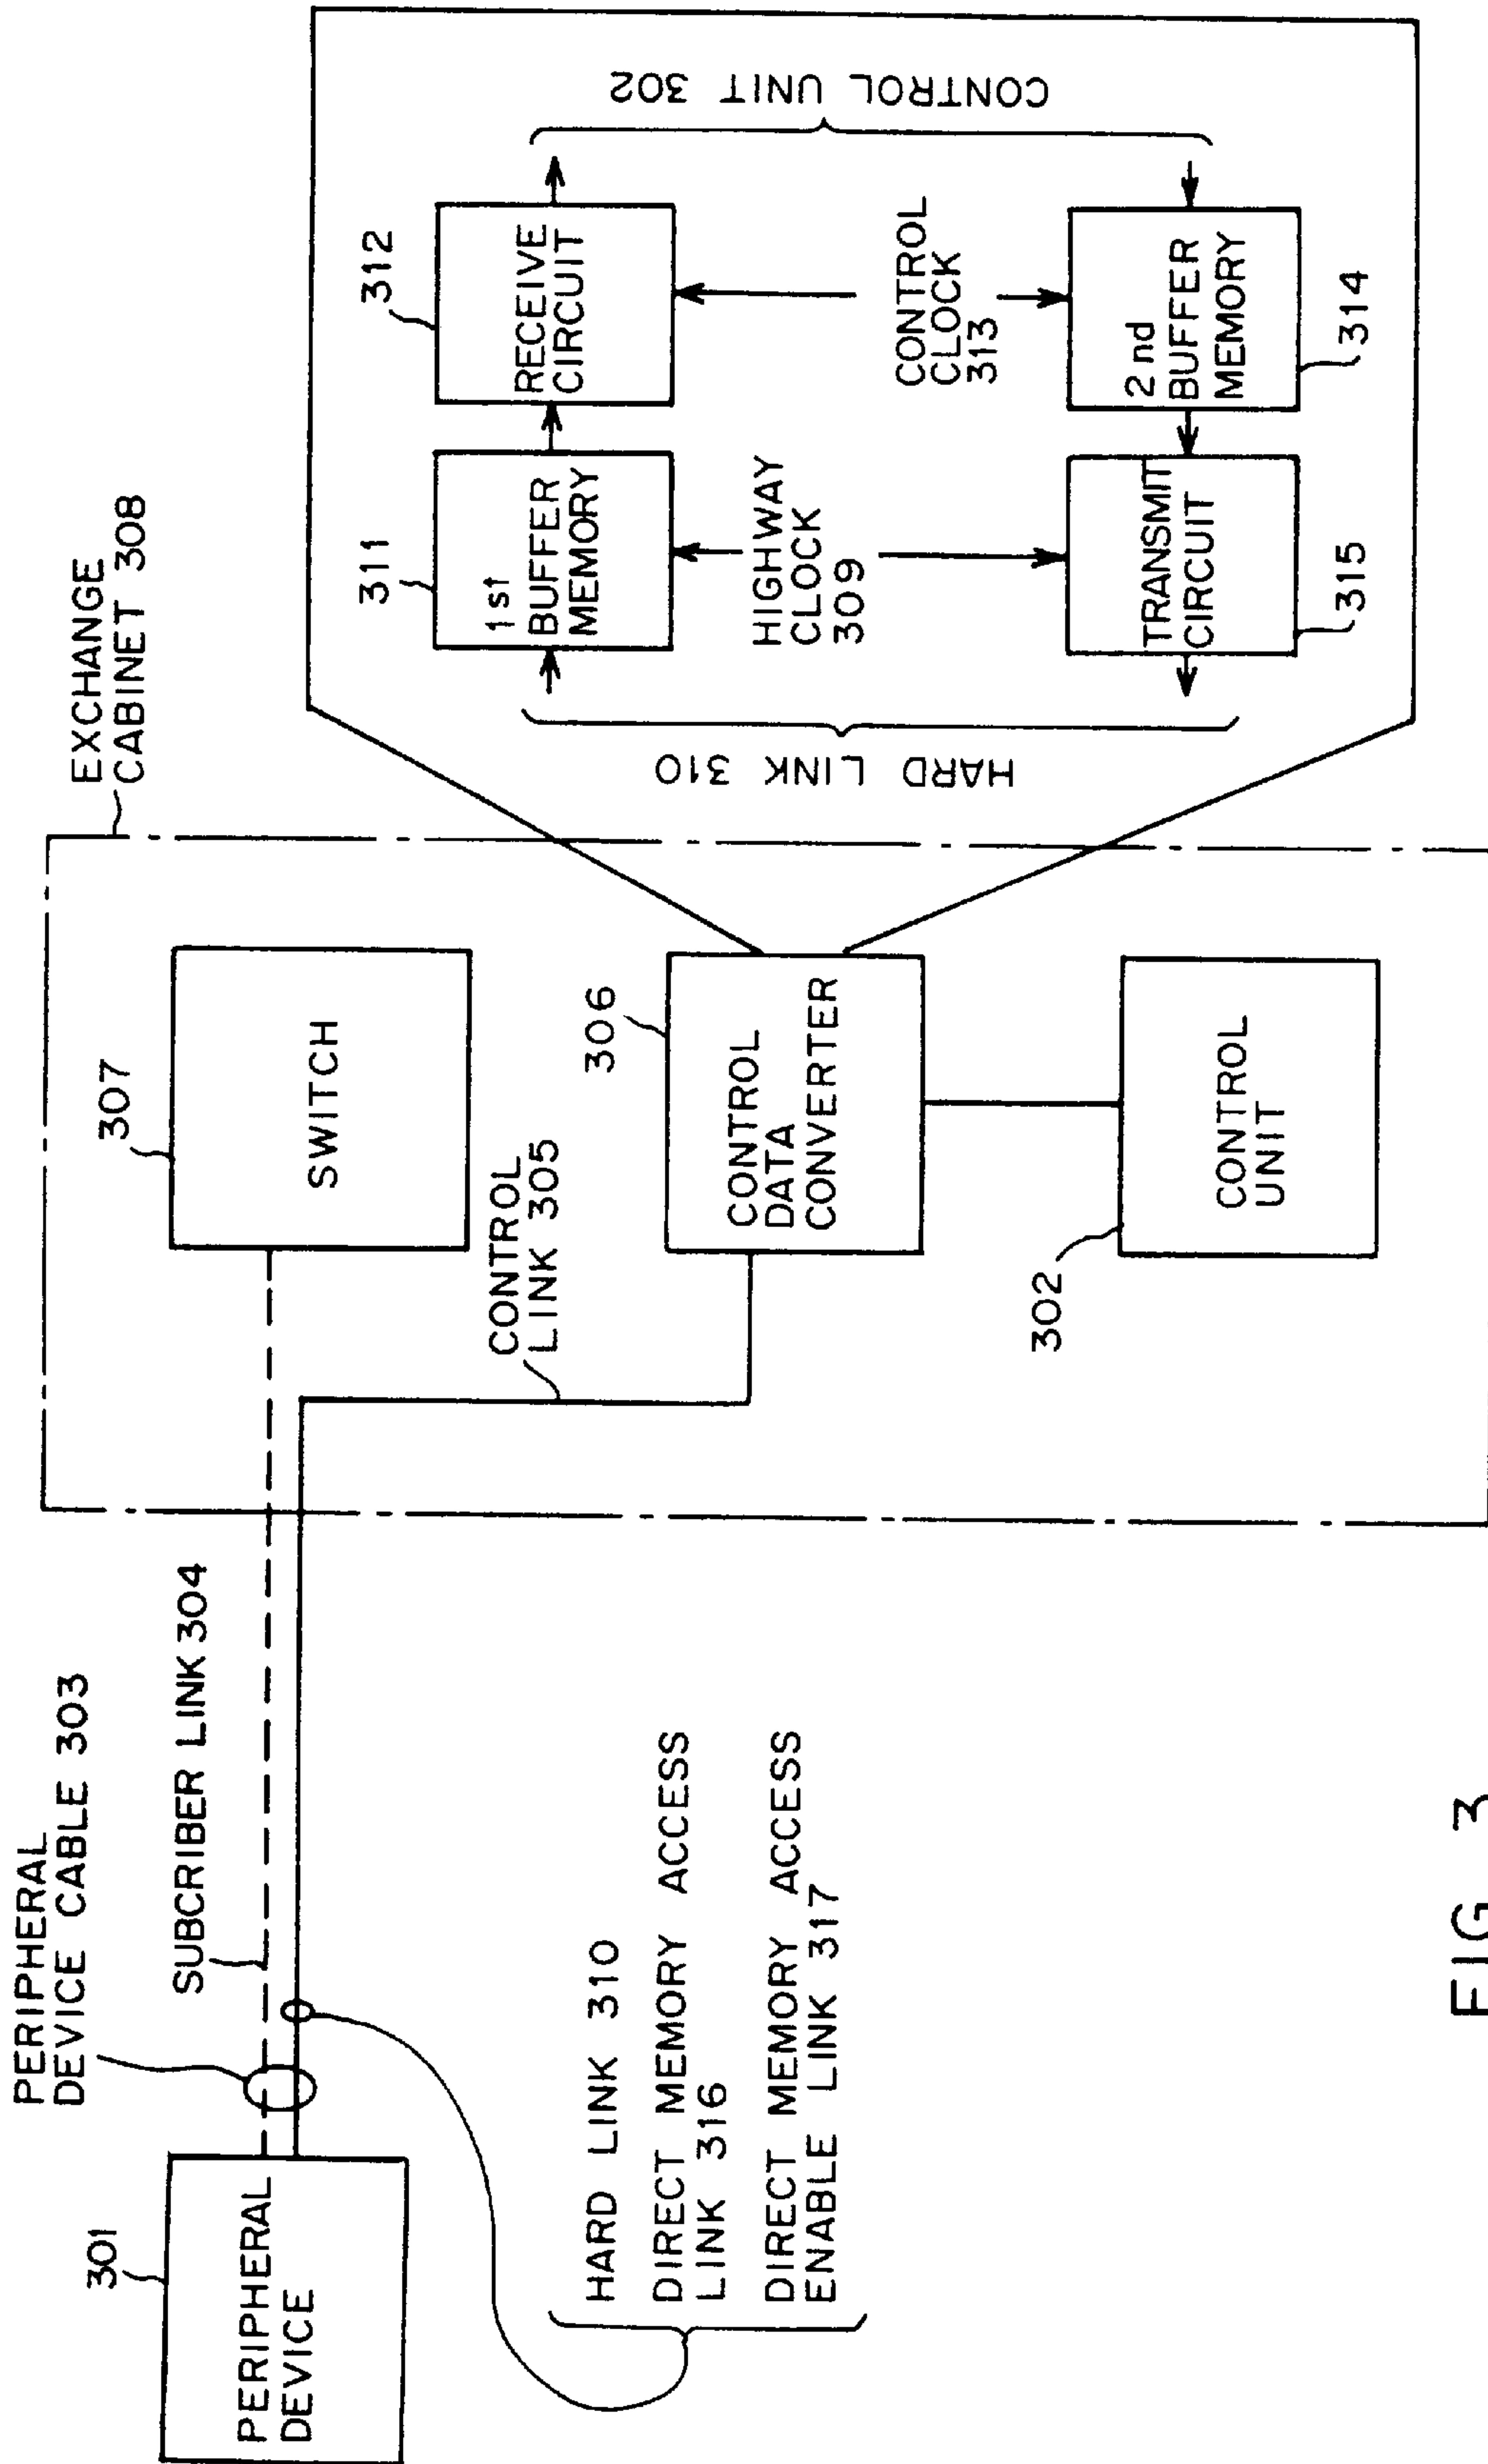 PERIPHERAL
DEVICE CABLE 303
SUBCRIBER LINK 304
301
PERIPHERAL
DEVICE
HARD LINK 310
DIRECT MEMORY ACCESS
LINK 316
DIRECT MEMORY ACCESS
ENABLE LINK 317
EXCHANGE
CABINET 308
307
SWITCH
CONTROL
LINK 305
306
CONTROL
DATA
CONVERTER
302
CONTROL
UNIT
HARD LINK 310
311
1st
BUFFER
MEMORY
312
RECEIVE
CIRCUIT
HIGHWAY
CLOCK
309
CONTROL
CLOCK
313
TRANSMIT
CIRCUIT
315
2nd
BUFFER
MEMORY
314
CONTROL UNIT 302
FIG. 3